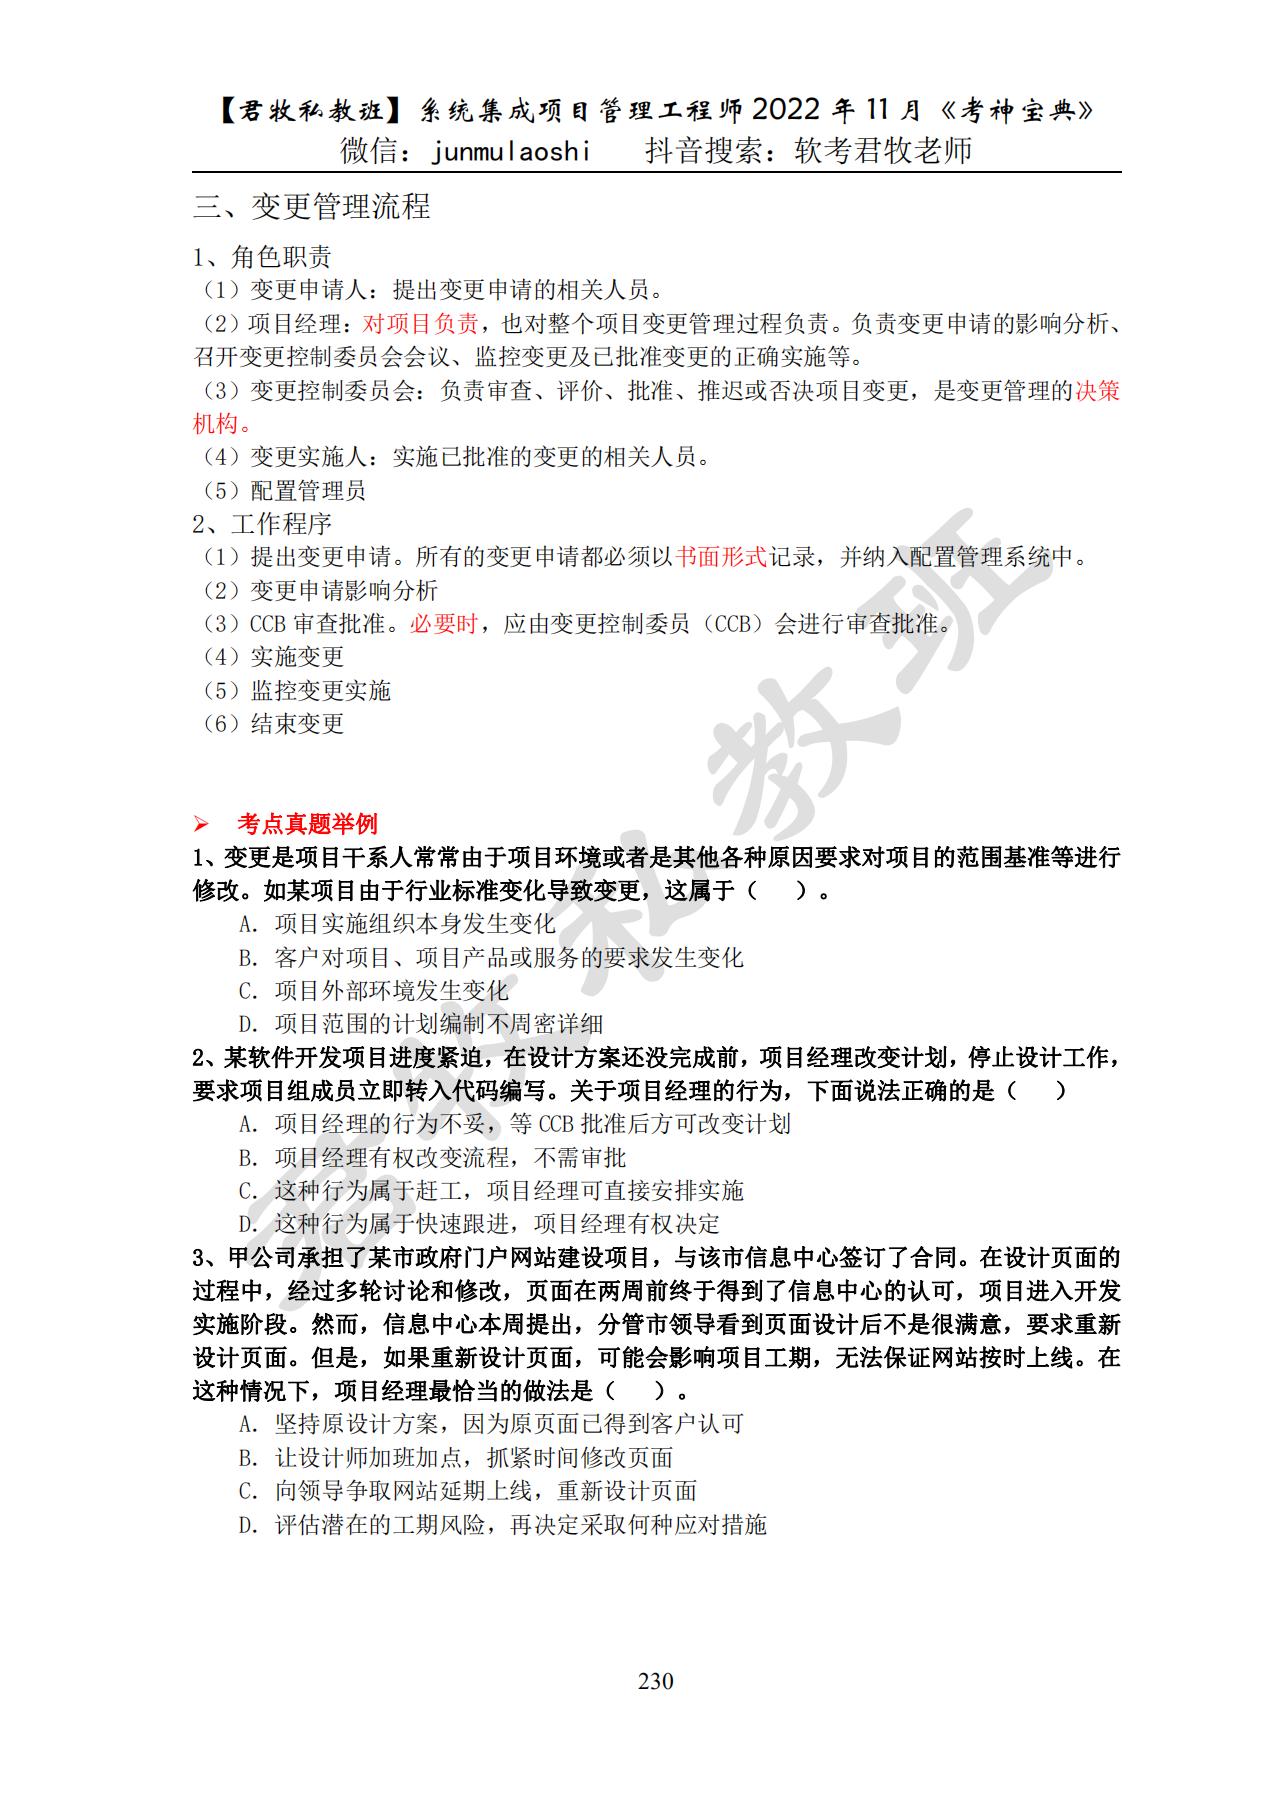 【君牧私教班】系统集成项目管理工程师 2022 年 11 月《考神宝典》
微信：junmulaoshi 抖音搜索：软考君牧老师
三、变更管理流程
1、角色职责
（1）变更申请人：提出变更申请的相关人员。
（2）项目经理：对项目负责，也对整个项目变更管理过程负责。负责变更申请的影响分析、
召开变更控制委员会会议、监控变更及已批准变更的正确实施等。
（3）变更控制委员会：负责审查、评价、批准、推迟或否决项目变更，是变更管理的决策
机构。
（4）变更实施人：实施已批准的变更的相关人员。
（5）配置管理员
2、工作程序
（1）提出变更申请。所有的变更申请都必须以书面形式记录，并纳入配置管理系统中。
（2）变更申请影响分析
（3）CCB 审查批准。必要时，应由变更控制委员（CCB）会进行审查批准。
（4）实施变更
（5）监控变更实施
（6）结束变更
➢ 考点真题举例
1、变更是项目干系人常常由于项目环境或者是其他各种原因要求对项目的范围基准等进行
修改。如某项目由于行业标准变化导致变更，这属于（ ）。
A. 项目实施组织本身发生变化
B. 客户对项目、项目产品或服务的要求发生变化
C. 项目外部环境发生变化
D. 项目范围的计划编制不周密详细
2、某软件开发项目进度紧迫，在设计方案还没完成前，项目经理改变计划，停止设计工作，
要求项目组成员立即转入代码编写。关于项目经理的行为，下面说法正确的是（ ）
A. 项目经理的行为不妥，等 CCB 批准后方可改变计划
B. 项目经理有权改变流程，不需审批
C. 这种行为属于赶工，项目经理可直接安排实施
D. 这种行为属于快速跟进，项目经理有权决定
3、甲公司承担了某市政府门户网站建设项目，与该市信息中心签订了合同。在设计页面的
过程中，经过多轮讨论和修改，页面在两周前终于得到了信息中心的认可，项目进入开发
实施阶段。然而，信息中心本周提出，分管市领导看到页面设计后不是很满意，要求重新
设计页面。但是，如果重新设计页面，可能会影响项目工期，无法保证网站按时上线。在
这种情况下，项目经理最恰当的做法是（ ）。
A. 坚持原设计方案，因为原页面已得到客户认可
B. 让设计师加班加点，抓紧时间修改页面
C. 向领导争取网站延期上线，重新设计页面
D. 评估潜在的工期风险，再决定采取何种应对措施
君牧私教班
230